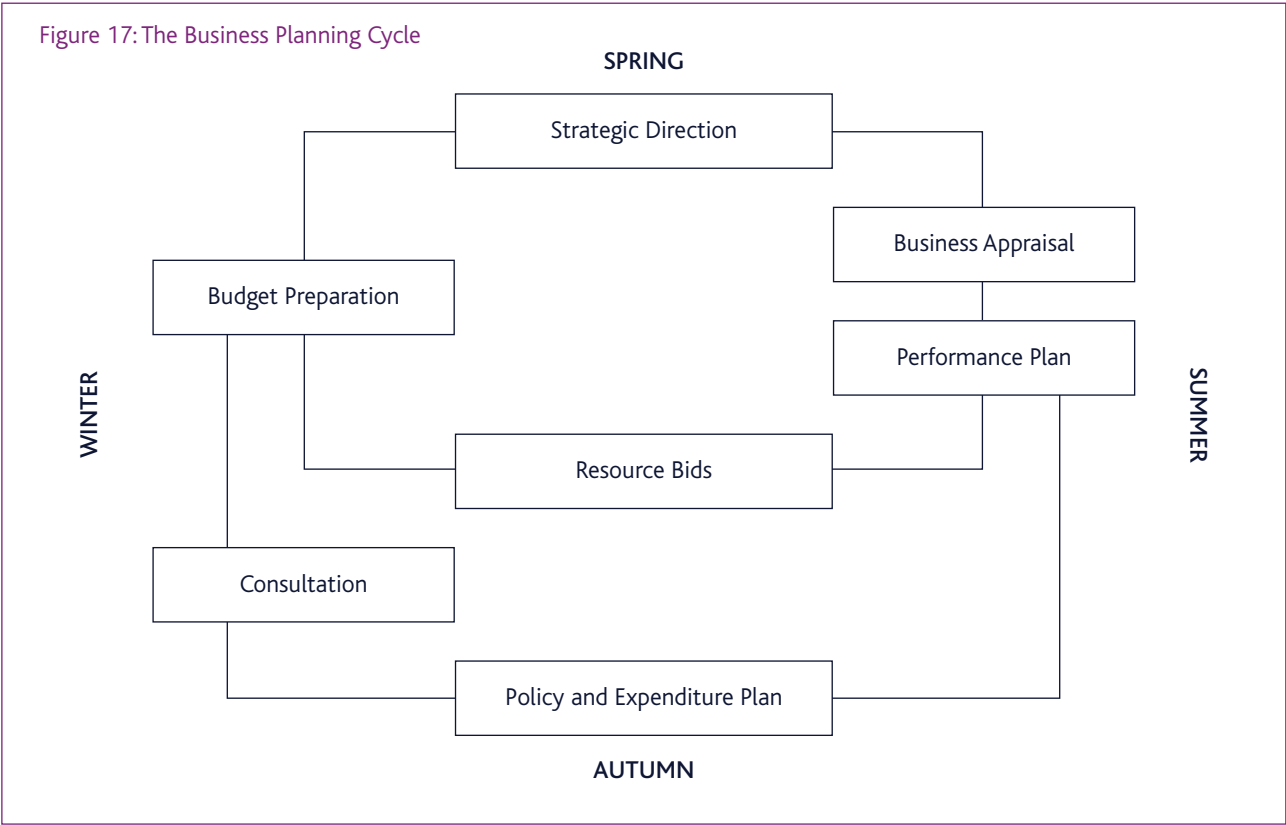 Figure 17: The Business Planning Cycle
SPRING
Strategic Direction
Business Appraisal
Budget Preparation
Performance Plan
WINTER
SUMMER
Resource Bids
Consultation
Policy and Expenditure Plan
AUTUMN